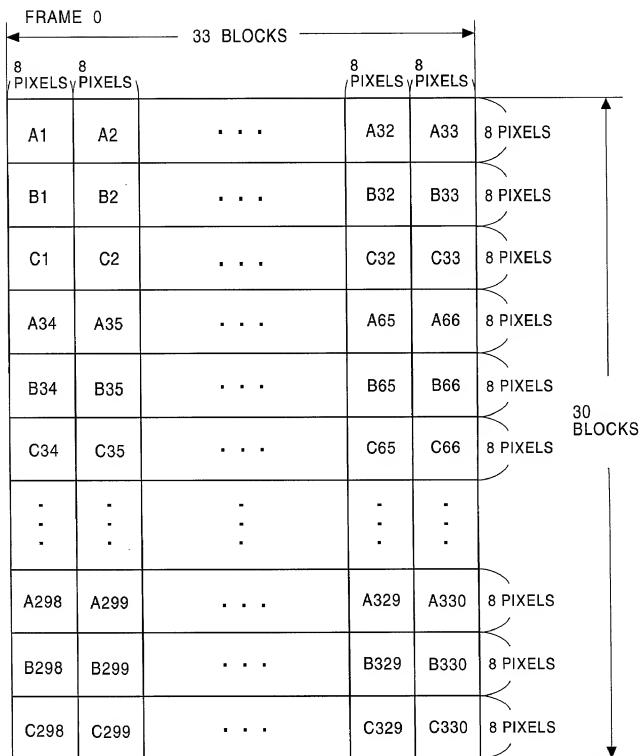 FRAME 0
33 BLOCKS
8 8 8 8
PIXELS PIXELS PIXELS PIXELS
A1 A2 . . . A32 A33 8 PIXELS
B1 B2 . . . B32 B33 8 PIXELS
C1 C2 . . . C32 C33 8 PIXELS
A34 A35 . . . A65 A66 8 PIXELS
B34 B35 . . . B65 B66 8 PIXELS
30
BLOCKS
C34 C35 . . . C65 C66 8 PIXELS
A298 A299 . . . A329 A330 8 PIXELS
B298 B299 . . . B329 B330 8 PIXELS
C298 C299 . . . C329 C330 8 PIXELS